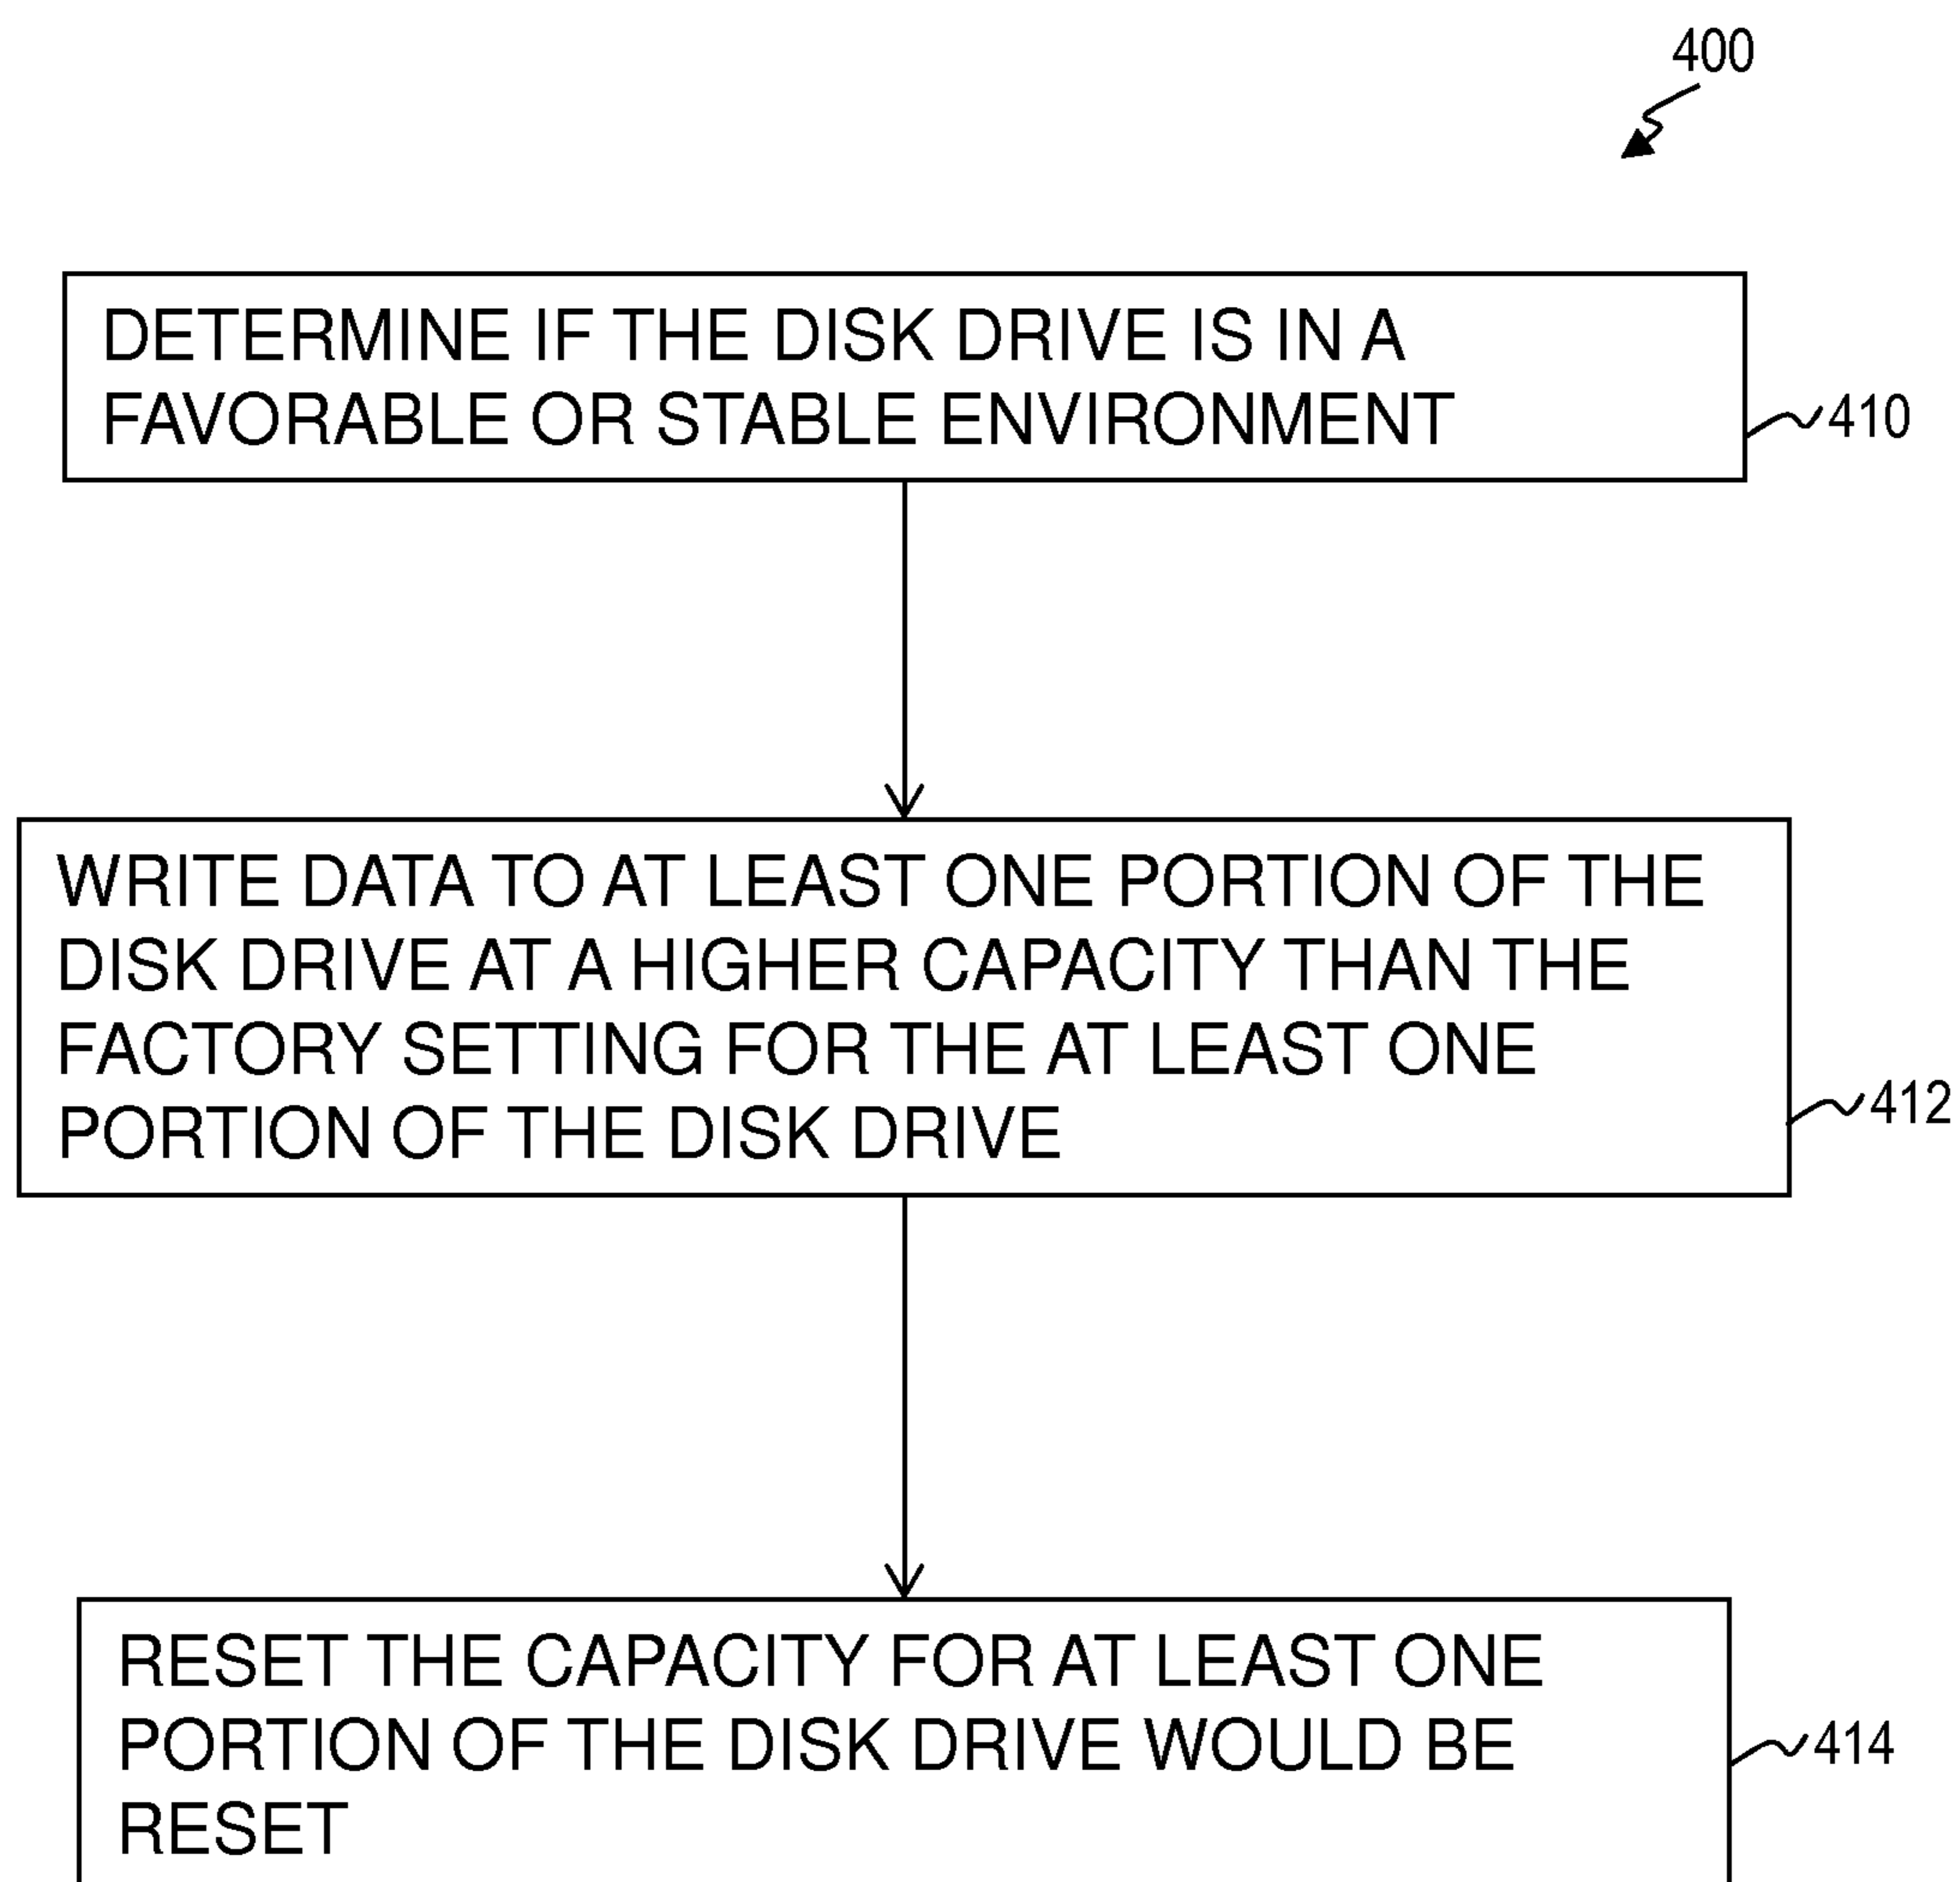 400
DETERMINE IF THE DISK DRIVE IS IN A
FAVORABLE OR STABLE ENVIRONMENT
410
WRITE DATA TO AT LEAST ONE PORTION OF THE
DISK DRIVE AT A HIGHER CAPACITY THAN THE
FACTORY SETTING FOR THE AT LEAST ONE
PORTION OF THE DISK DRIVE
412
RESET THE CAPACITY FOR AT LEAST ONE
PORTION OF THE DISK DRIVE WOULD BE
RESET
414